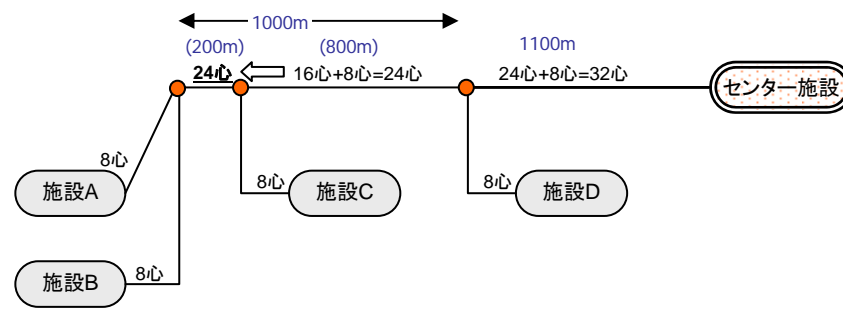 1000m
(200m)
(800m)
1100m
24心
16心+8心=24心
24心+8心=32心
センター施設
8心
施設A
8心
施設C
8心
施設D
施設B
8心